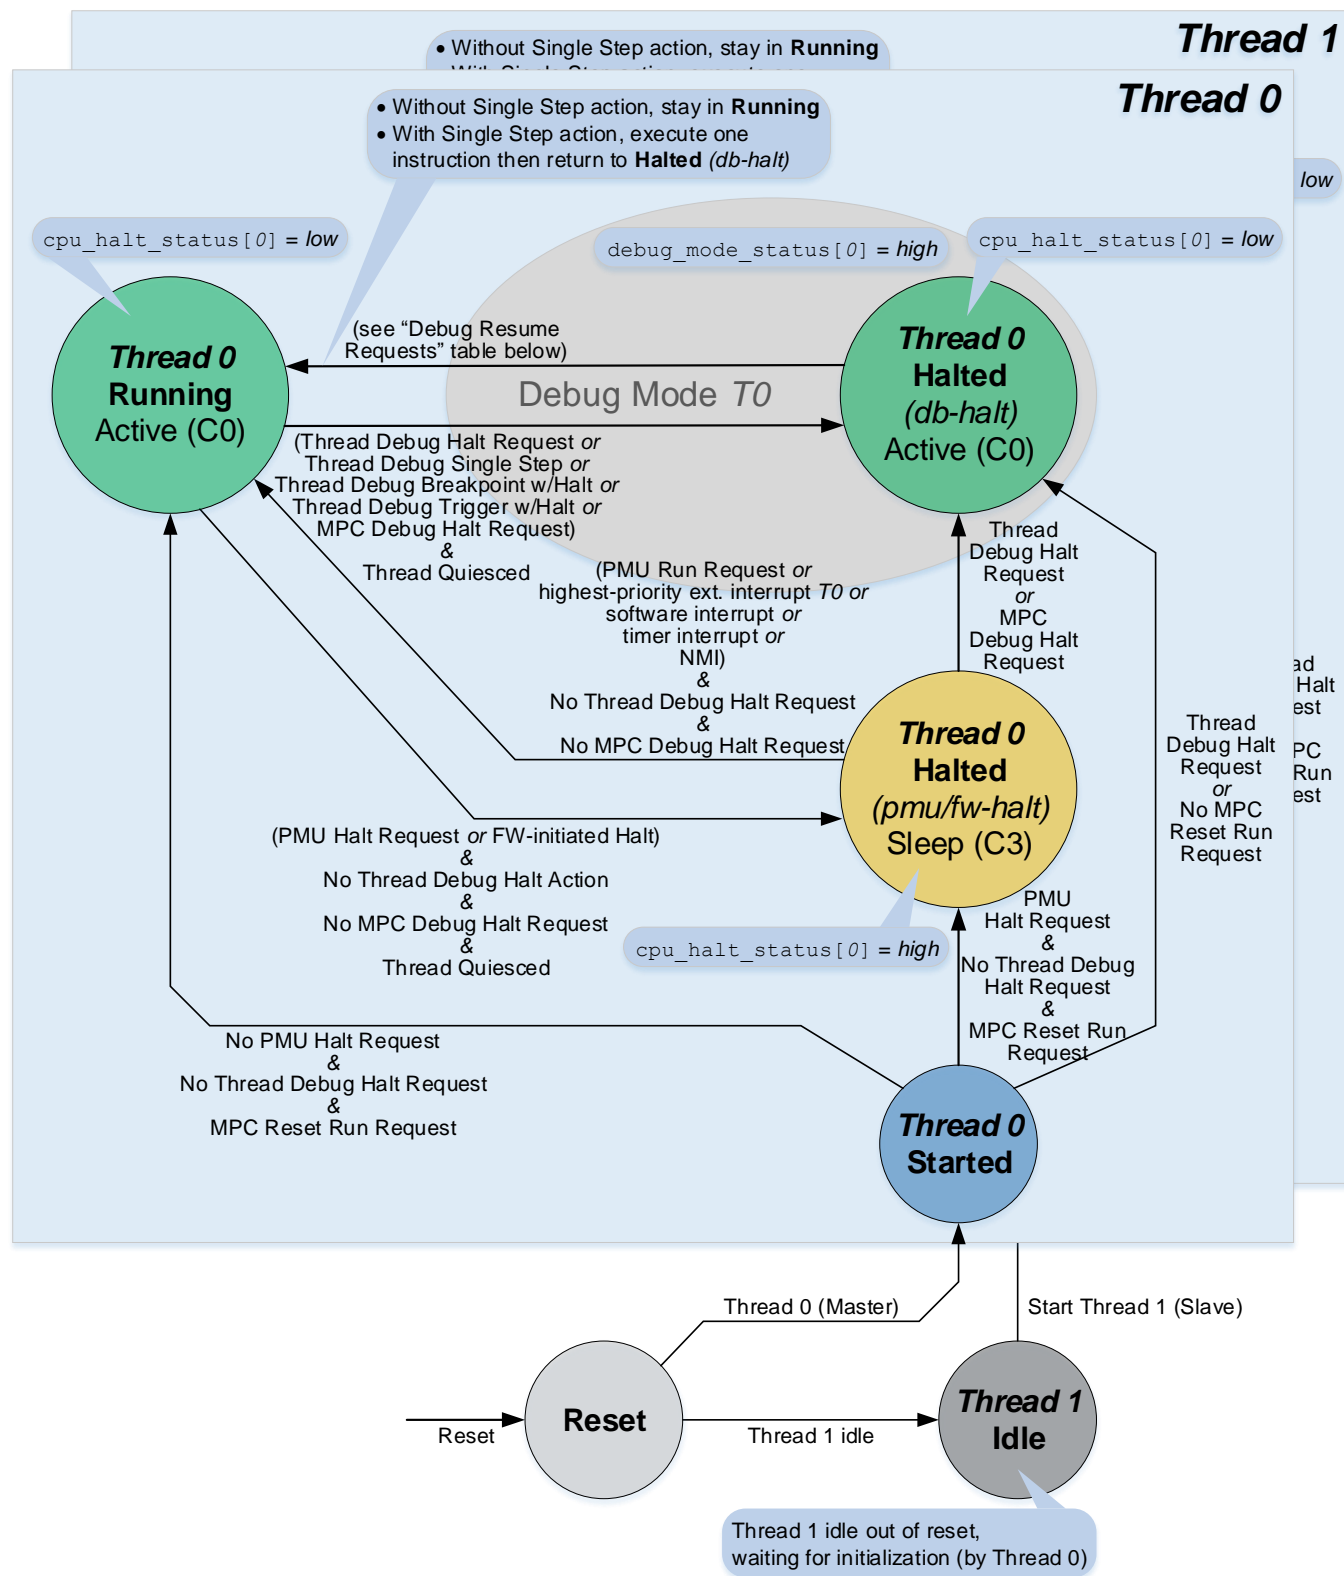 Thread 1
• Without Single Step action, stay in Running
Thread 0
• Without Single Step action, stay in Running
• With Single Step action, execute one
instruction then return to Halted (db-halt)
low
cpu_halt_status[0] = low
debug_mode_status[0] = high
cpu_halt_status[0] = low
Thread 0
Running
Active (C0)
(see “Debug Resume
Requests” table below)
Debug Mode T0
Thread 0
Halted
(db-halt)
Active (C0)
(Thread Debug Halt Request or
Thread Debug Single Step or
Thread Debug Breakpoint w/Halt or
Thread Debug Trigger w/Halt or
MPC Debug Halt Request)
&
Thread Quiesced
Thread
Debug Halt
Request
or
MPC
Debug Halt
Request
(PMU Run Request or
highest-priority ext. interrupt T0 or
software interrupt or
timer interrupt or
NMI)
&
No Thread Debug Halt Request
&
No MPC Debug Halt Request
Thread 0
Halted
(pmu/fw-halt)
Sleep (C3)
Thread
Debug Halt
Request
or
No MPC
Reset Run
Request
ad
Halt
est
PC
Run
est
(PMU Halt Request or FW-initiated Halt)
&
No Thread Debug Halt Action
&
No MPC Debug Halt Request
&
Thread Quiesced
cpu_halt_status[0] = high
PMU
Halt Request
&
No Thread Debug
Halt Request
&
MPC Reset Run
Request
No PMU Halt Request
&
No Thread Debug Halt Request
&
MPC Reset Run Request
Thread 0
Started
Thread 0 (Master)
Start Thread 1 (Slave)
Reset
Reset
Thread 1 idle
Thread 1
Idle
Thread 1 idle out of reset,
waiting for initialization (by Thread 0)